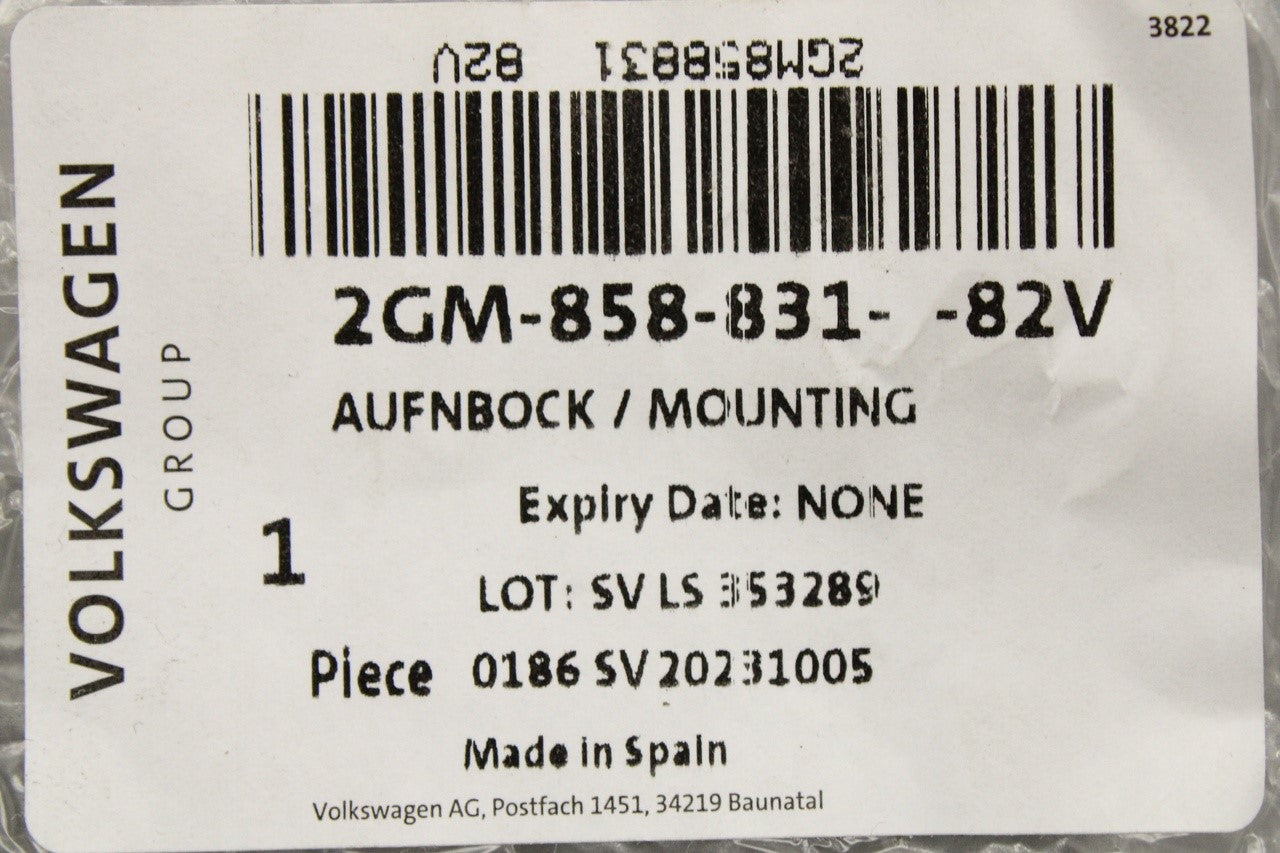 3822
2GM858831 82V
VOLKSWAGEN
GROUP
2GM-858-831- -82V
AUFNBOCK / MOUNTING
Expiry Date: NONE
1
LOT: SV LS 353289
Piece 0186 SV 20231005
Made in Spain
Volkswagen AG, Postfach 1451, 34219 Baunatal